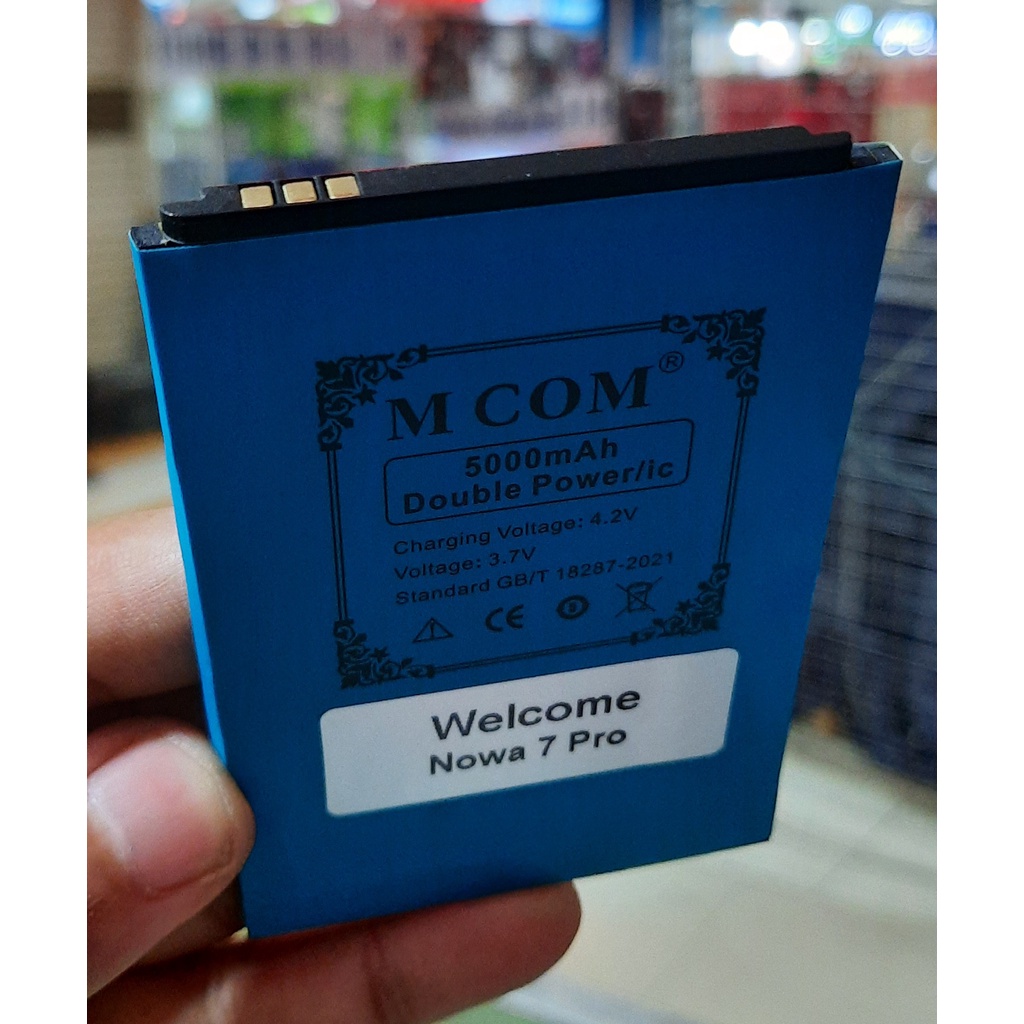 M COM®
5000mAh
Double Power/ic
Charging Voltage: 4.2V
Voltage: 3.7V
Standard GB/T 18287-2021
CE
Welcome
Nowa 7 Pro